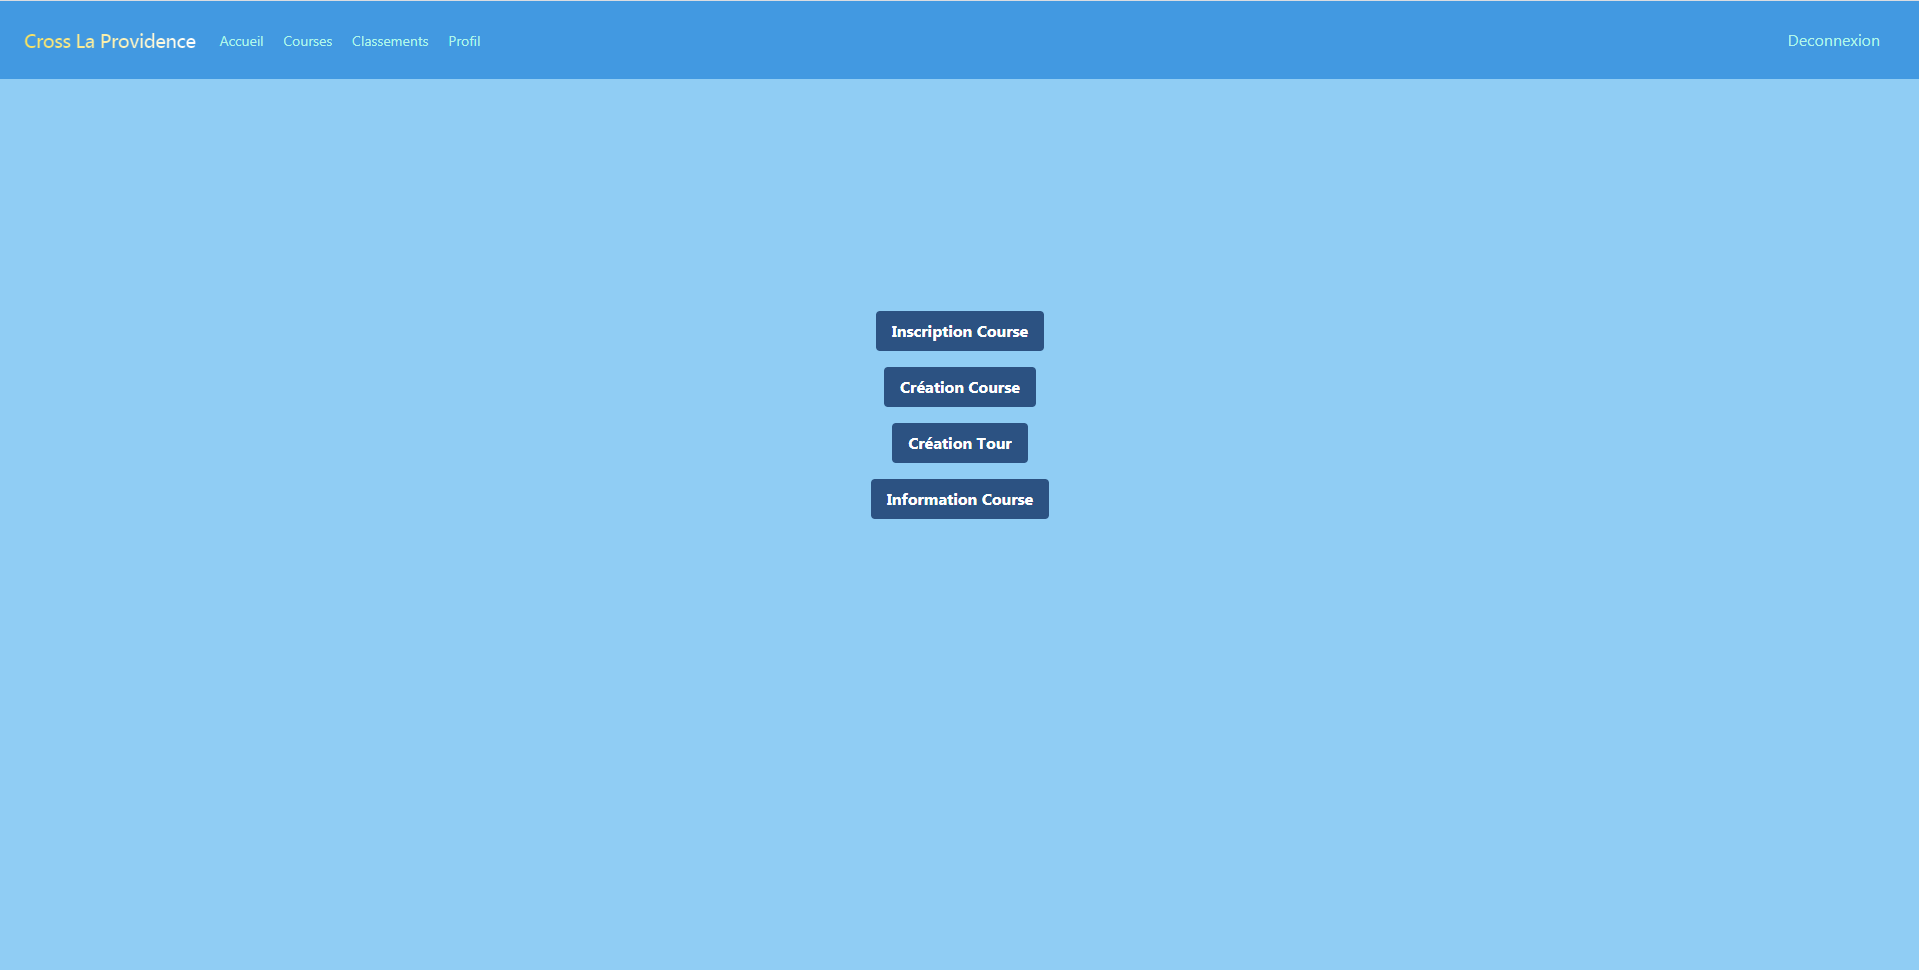 Cross La Providence Accueil Courses Classements Profil Deconnexion
Inscription Course
Création Course
Création Tour
Information Course